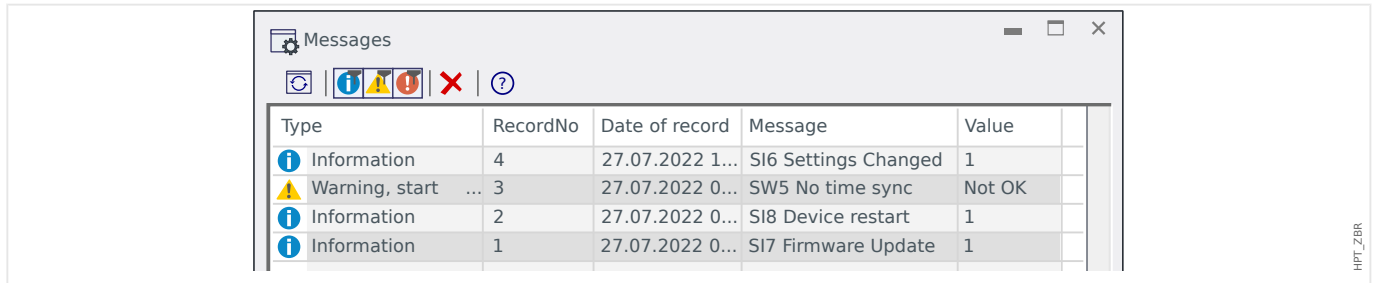 Messages
Type RecordNo Date of record Message Value
Information 4 27.07.2022 1... SI6 Settings Changed 1
Warning, start ... 3 27.07.2022 0... SW5 No time sync Not OK
Information 2 27.07.2022 0... SI8 Device restart 1
Information 1 27.07.2022 0... SI7 Firmware Update 1
HPT_ZBR